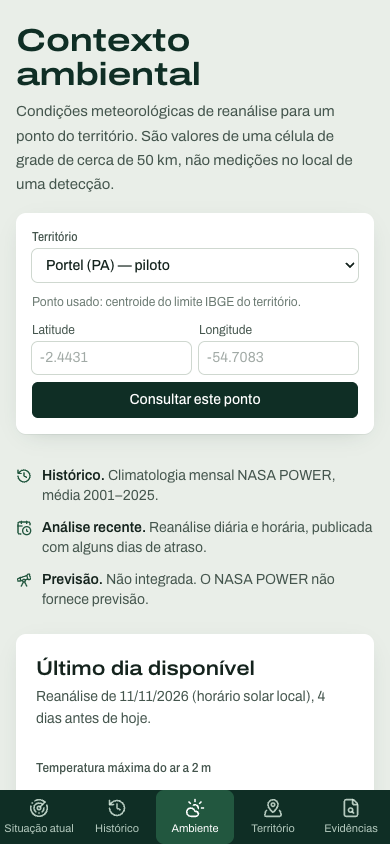 Contexto
ambiental
Condições meteorológicas de reanálise para um
ponto do território. São valores de uma célula de
grade de cerca de 50 km, não medições no local de
uma detecção.
Território
Portel (PA) — piloto
Ponto usado: centroide do limite IBGE do território.
Latitude Longitude
-2.4431 -54.7083
Consultar este ponto
Histórico. Climatologia mensal NASA POWER,
média 2001–2025.
Análise recente. Reanálise diária e horária, publicada
com alguns dias de atraso.
Previsão. Não integrada. O NASA POWER não
fornece previsão.
Último dia disponível
Reanálise de 11/11/2026 (horário solar local), 4
dias antes de hoje.
Temperatura máxima do ar a 2 m
Situação atual Histórico Ambiente Território Evidências